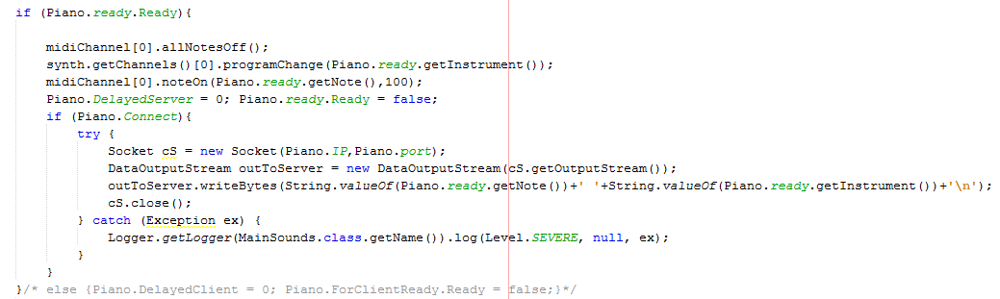 if (Piano.ready.Ready){
midiChannel[0].allNotesOff();
synth.getChannels()[0].programChange(Piano.ready.getInstrument());
midiChannel[0].noteOn(Piano.ready.getNote(),100);
Piano.DelayedServer = 0; Piano.ready.Ready = false;
if (Piano.Connect){
try {
Socket cS = new Socket(Piano.IP,Piano.port);
DataOutputStream outToServer = new DataOutputStream(cS.getOutputStream());
outToServer.writeBytes(String.valueOf(Piano.ready.getNote())+' '+String.valueOf(Piano.ready.getInstrument())+'\n');
cS.close();
} catch (Exception ex) {
Logger.getLogger(MainSounds.class.getName()).log(Level.SEVERE, null, ex);
}
}
}/* else {Piano.DelayedClient = 0; Piano.ForClientReady.Ready = false;}*/